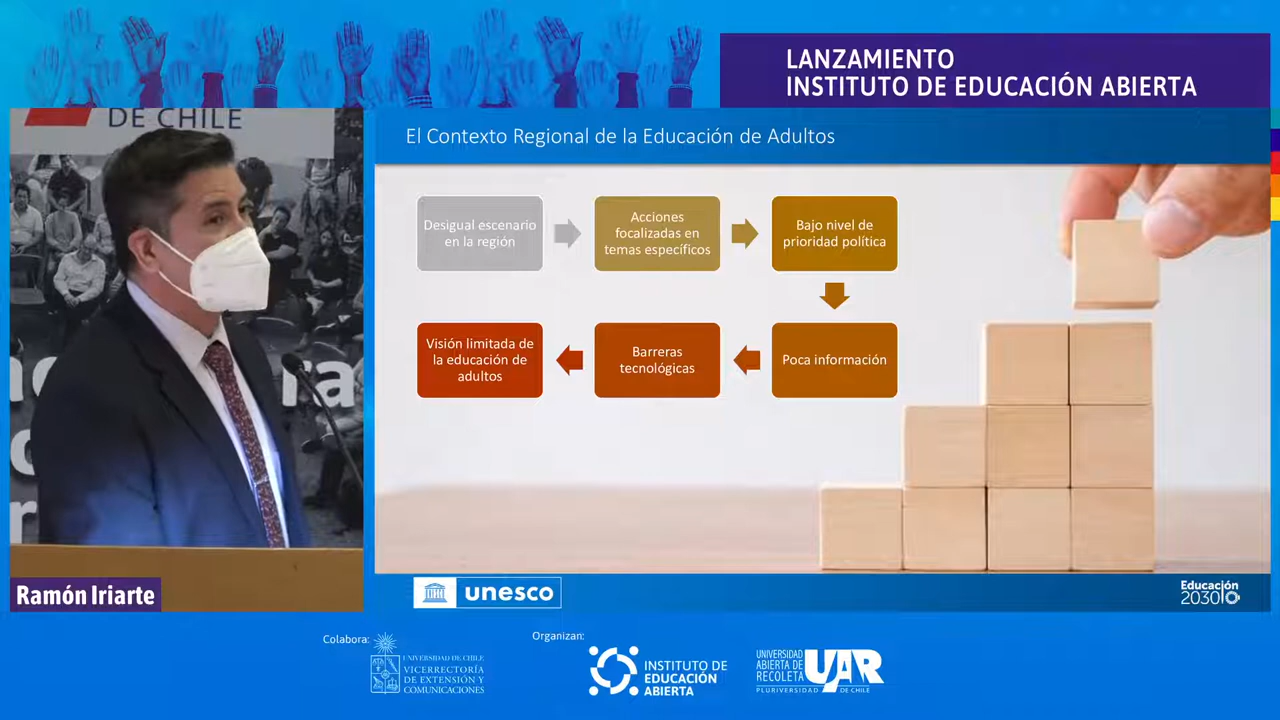 LANZAMIENTO
INSTITUTO DE EDUCACIÓN ABIERTA
DE CHILE
El Contexto Regional de la Educación de Adultos
Desigual escenario
en la región
Acciones
focalizadas en
temas específicos
Bajo nivel de
prioridad política
Poca información
Barreras
tecnológicas
Visión limitada de
la educación de
adultos
Ramón Iriarte
unesco
Educación
2030
Colabora:
UNIVERSIDAD DE CHILE
VICERRECTORÍA
DE EXTENSIÓN Y
COMUNICACIONES
Organizan:
INSTITUTO DE
EDUCACIÓN
ABIERTA
UNIVERSIDAD
ABIERTA DE
RECOLETA
UAR
PLURIVERSIDAD DE CHILE